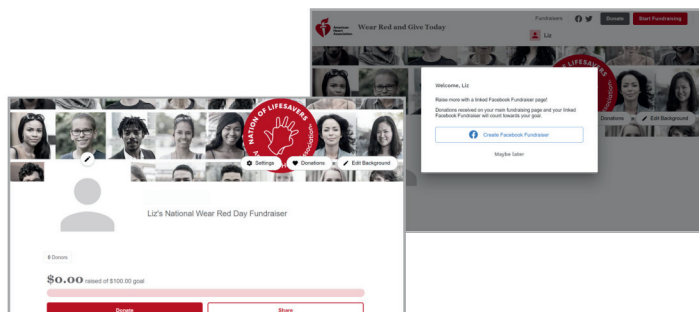 American
Heart
Association.
Wear Red and Give Today
Fundraisers
Donate
Start Fundraising
Liz
Welcome, Liz
Raise more with a linked Facebook Fundraiser page!
Donations received on your main fundraising page and your linked
Facebook Fundraiser will count towards your goal.
Create Facebook Fundraiser
Maybe later
Donations
Edit Background
NATION OF LIFESAVERS
Settings
Donations
Edit Background
Liz's National Wear Red Day Fundraiser
0 Donors
$0.00 raised of $100.00 goal
Donate
Share